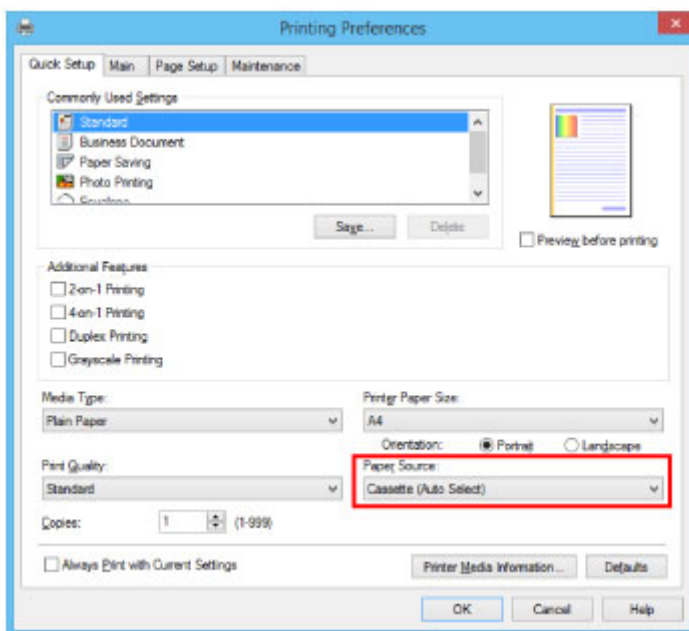 Printing Preferences
Quick Setup Main Page Setup Maintenance
Commonly Used Settings
Standard
Business Document
Paper Saving
Photo Printing
Envelope
Save... Delete
Preview before printing
Additional Features
2-on-1 Printing
4-on-1 Printing
Duplex Printing
Grayscale Printing
Media Type: Printer Paper Size:
Plain Paper A4
Orientation: Portrait Landscape
Print Quality: Paper Source:
Standard Cassette (Auto Select)
Copies: 1 (1-999)
Always Print with Current Settings Printer Media Information... Defaults
OK Cancel Help